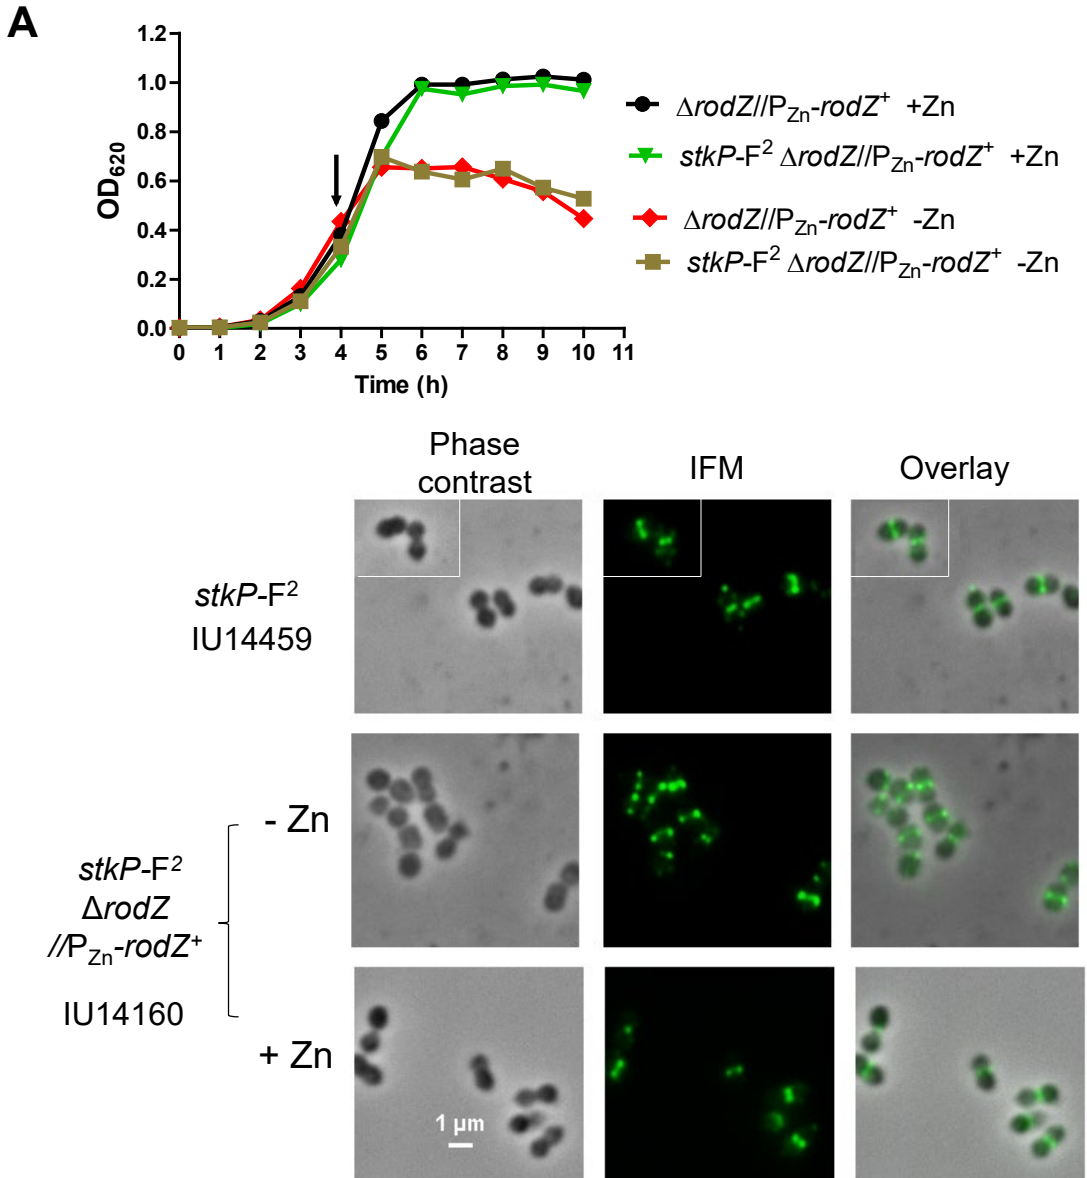 A
OD620
1.2
1.0
0.8
0.6
0.4
0.2
0.0
0 1 2 3 4 5 6 7 8 9 10 11
Time (h)
ΔrodZ//PZn-rodZ+ +Zn
stkP-F2 ΔrodZ//PZn-rodZ+ +Zn
ΔrodZ//PZn-rodZ+ -Zn
stkP-F2 ΔrodZ//PZn-rodZ+ -Zn
Phase
contrast
IFM
Overlay
stkP-F2
IU14459
- Zn
stkP-F2
ΔrodZ
//PZn-rodZ+
IU14160
+ Zn
1 µm